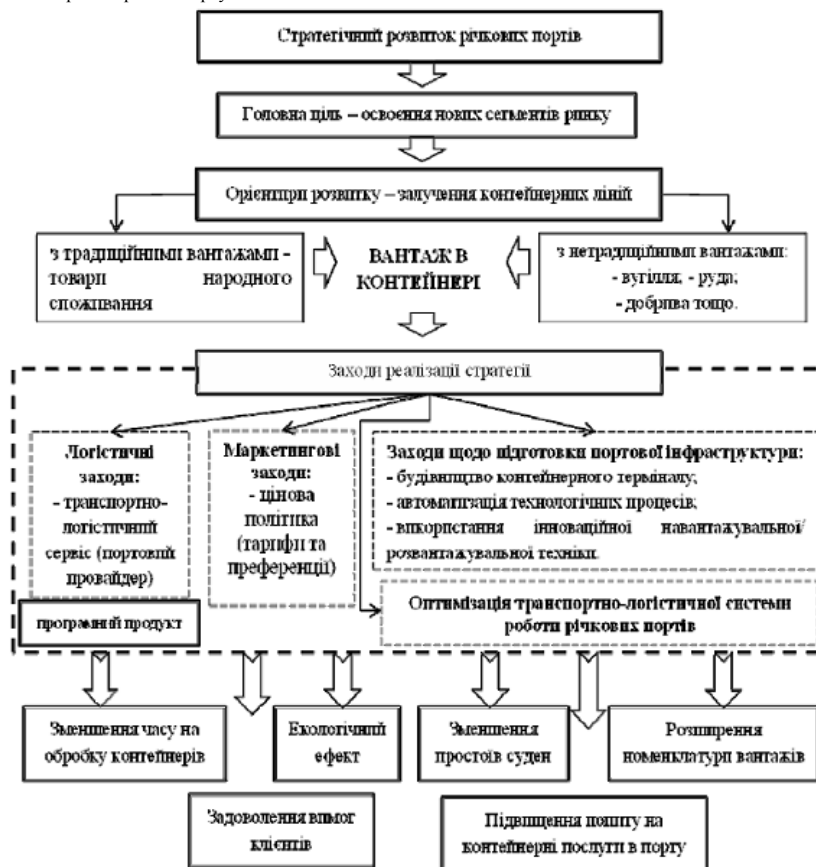 Стратегічний розвиток річкових портів
Головна ціль – освоєння нових сегментів ринку
Орієнтири розвитку – залучення контейнерних ліній
з традиційними вантажами -
товари народного
споживання
ВАНТАЖ В
КОНТЕЙНЕРІ
з нетрадиційними вантажами:
- вугілля, - руда;
- добрива тощо.
Заходи реалізації стратегії
Логістичні
заходи:
- транспортно-
логістичний
сервіс (портовий
провайдер)
програмний продукт
Маркетингові
заходи:
- цінова
політика
(тарифи та
преференції)
Заходи щодо підготовки портової інфраструктури:
- будівництво контейнерного терміналу;
- автоматизація технологічних процесів;
- використання інноваційної навантажувальної/
розвантажувальної техніки.
Оптимізація транспортно-логістичної системи
роботи річкових портів
Зменшення часу на
обробку контейнерів
Екологічний
ефект
Зменшення
простоїв суден
Розширення
номенклатури вантажів
Задоволення вимог
клієнтів
Підвищення попиту на
контейнерні послуги в порту